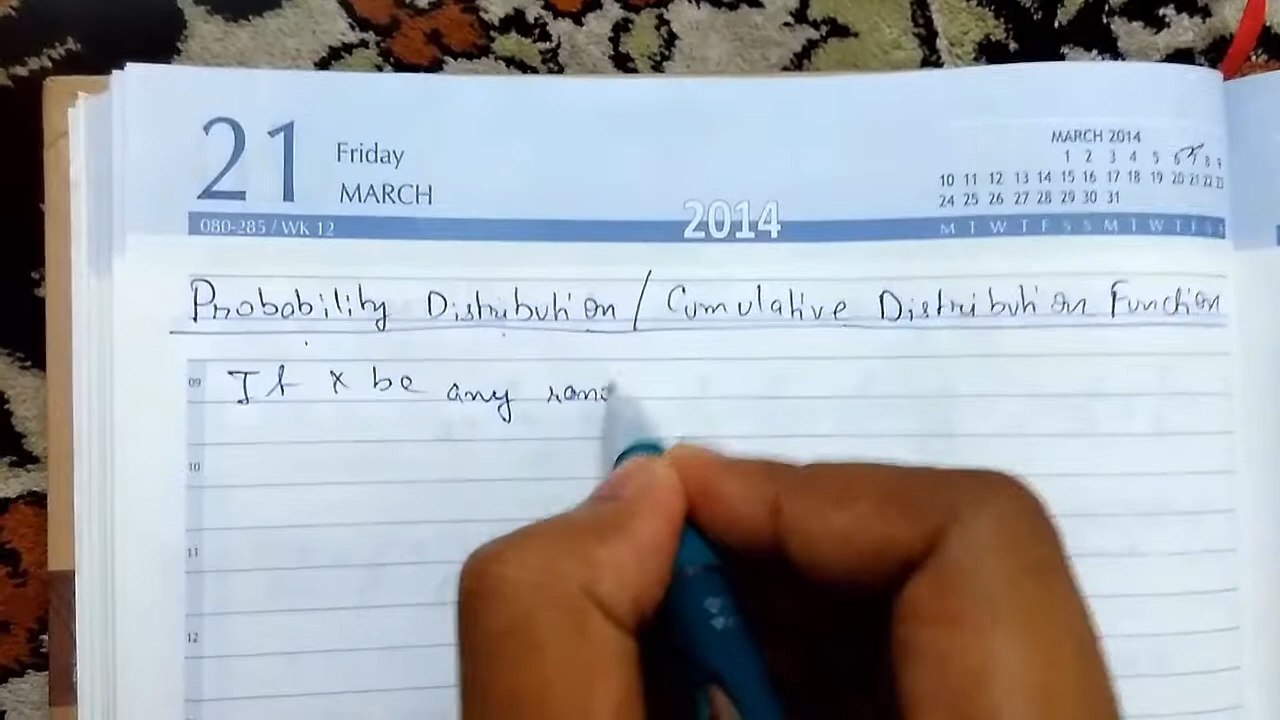 21 Friday
MARCH
080-285 / WK 12
2014
MARCH 2014
1 2 3 4 5 6 7 8 9
10 11 12 13 14 15 16 17 18 19 20 21 22 23
24 25 26 27 28 29 30 31
M T W T F S S M T W T F S S
Probability Distribution / Cumulative Distribution Function
09 If x be any rand
10
11
12